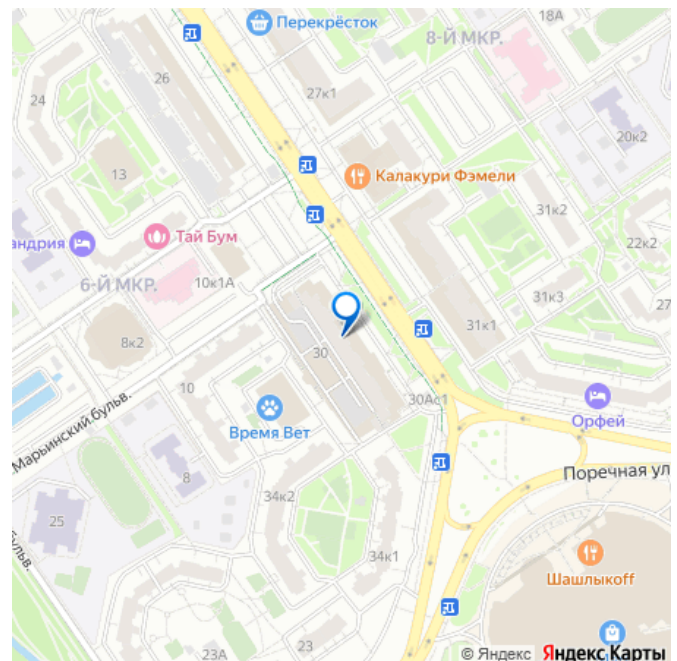 Перекрёсток
18А
8-Й МКР.
26
27к1
24
20к2
13
Калакури Фэмели
31к2
Тай Бум
андрия
22к2
6-Й МКР.
10к1А
31к3
27
31к1
8к2
30
10
30Ас1
Орфей
Марьинский бульв.
Время Вет
8
Поречная ул
34к2
25
бульв.
34к1
Шашлыкоff
23А
23
© Яндекс Яндекс Карты